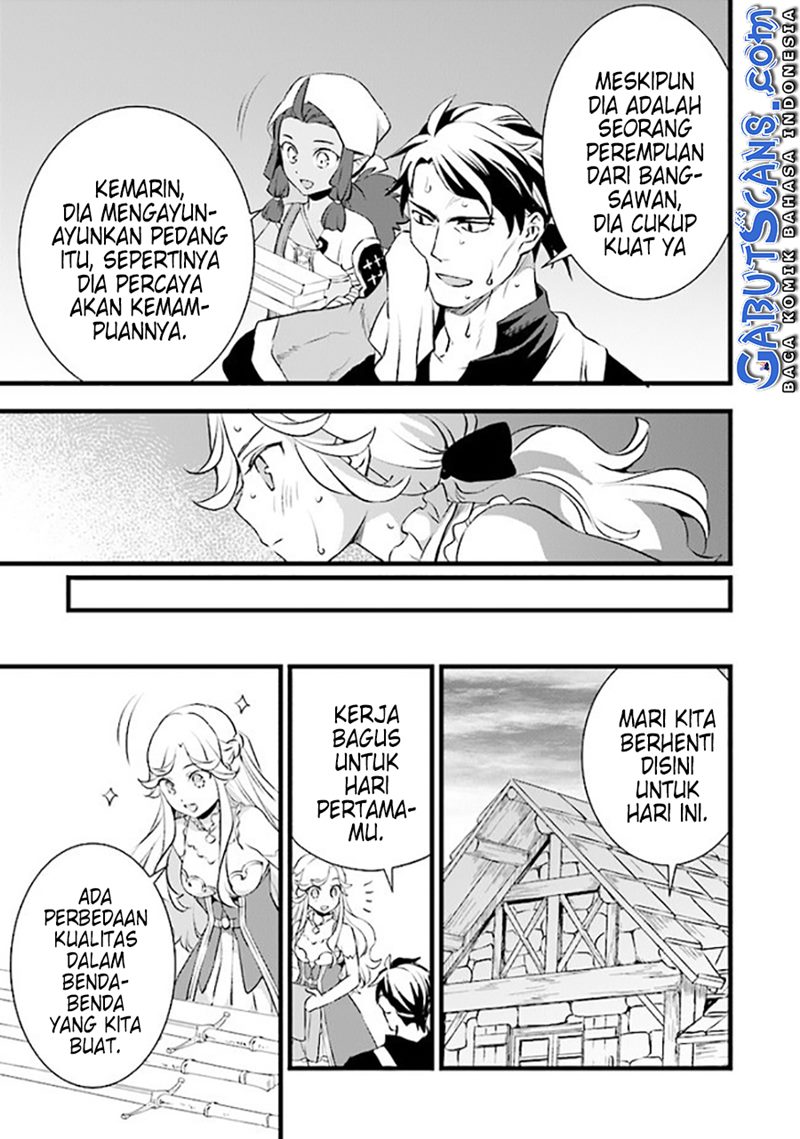 MESKIPUN
DIA ADALAH
SEORANG
PEREMPUAN
DARI BANG-
SAWAN,
DIA CUKUP
KUAT YA
KEMARIN,
DIA MENGAYUN-
AYUNKAN PEDANG
ITU, SEPERTINYA
DIA PERCAYA
AKAN KEMAM-
PUANNYA.
MARI KITA
BERHENTI
DISINI
UNTUK
HARI INI.
KERJA
BAGUS
UNTUK
HARI
PERTAMA-
MU.
ADA
PERBEDAAN
KUALITAS
DALAM
BENDA-
BENDA
YANG KITA
BUAT.
GABUTSCANS.COM
BACA KOMIK BAHASA INDONESIA